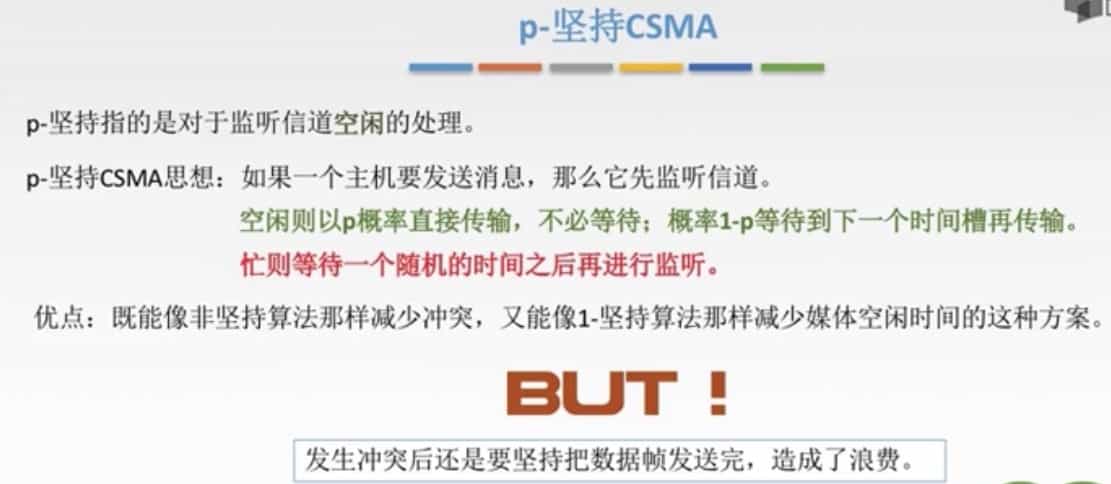 p-坚持CSMA
p-坚持指的是对于监听信道空闲的处理。
p-坚持CSMA思想：如果一个主机要发送消息，那么它先监听信道。
空闲则以p概率直接传输，不必等待；概率1-p等待到下一个时间槽再传输。
忙则等待一个随机的时间之后再进行监听。
优点：既能像非坚持算法那样减少冲突，又能像1-坚持算法那样减少媒体空闲时间的这种方案。
BUT！
发生冲突后还是要坚持把数据帧发送完，造成了浪费。